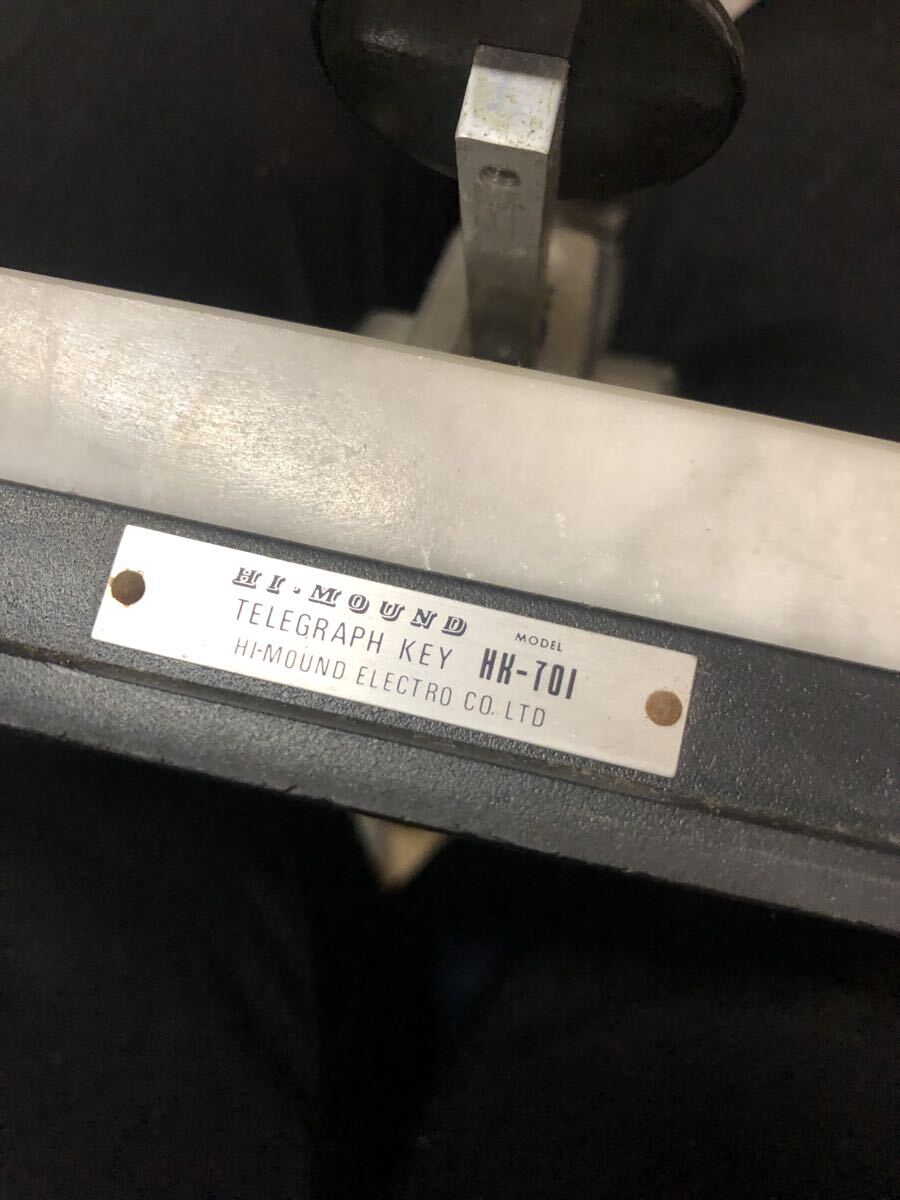 HI-MOUND
TELEGRAPH KEY MODEL HK-701
HI-MOUND ELECTRO CO. LTD